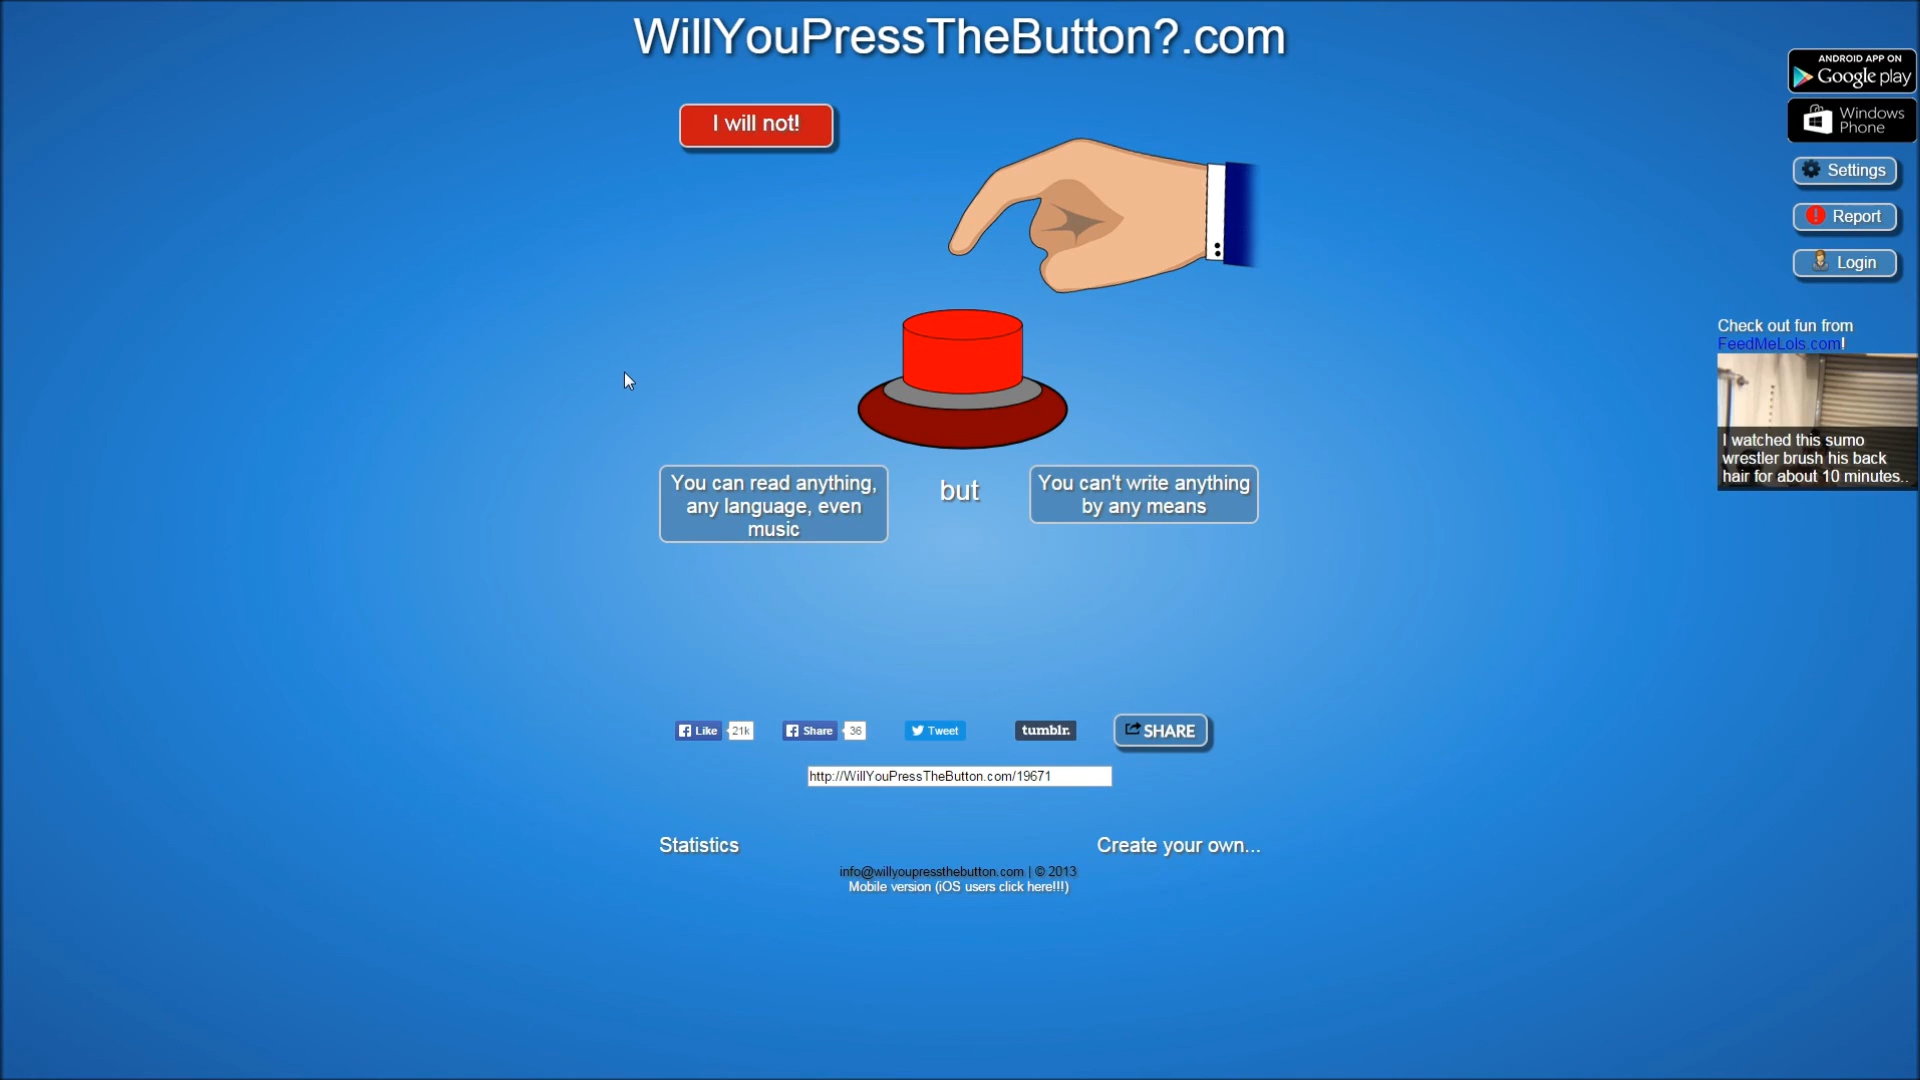 WillYouPressTheButton?.com
ANDROID APP ON
Google play
Windows
Phone
I will not!
Settings
Report
Login
Check out fun from
FeedMeLols.com!
I watched this sumo
wrestler brush his back
hair for about 10 minutes..
You can read anything,
any language, even
music
but
You can't write anything
by any means
Like 21k
Share 36
Tweet
tumblr.
SHARE
http://WillYouPressTheButton.com/19671
Statistics
Create your own...
info@willyoupressthebutton.com | © 2013
Mobile version (iOS users click here!!!)